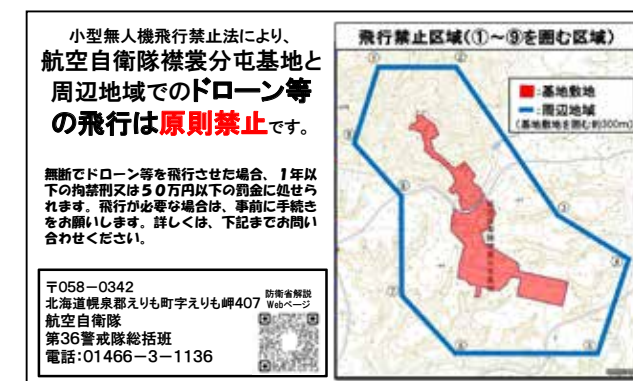 小型無人機飛行禁止法により、
航空自衛隊襟裳分屯基地と
周辺地域でのドローン等
の飛行は原則禁止です。
無断でドローン等を飛行させた場合、1年以
下の拘禁刑又は５０万円以下の罰金に処せら
れます。飛行が必要な場合は、事前に手続き
をお願いします。詳しくは、下記までお問い
合わせください。
〒058－0342
北海道幌泉郡えりも町字えりも岬407
航空自衛隊
第36警戒隊総括班
電話:01466－3－1136
防衛省解説
Webページ
飛行禁止区域(①～⑨を囲む区域)
:基地敷地
:周辺地域
(基地敷地を囲む約300m)